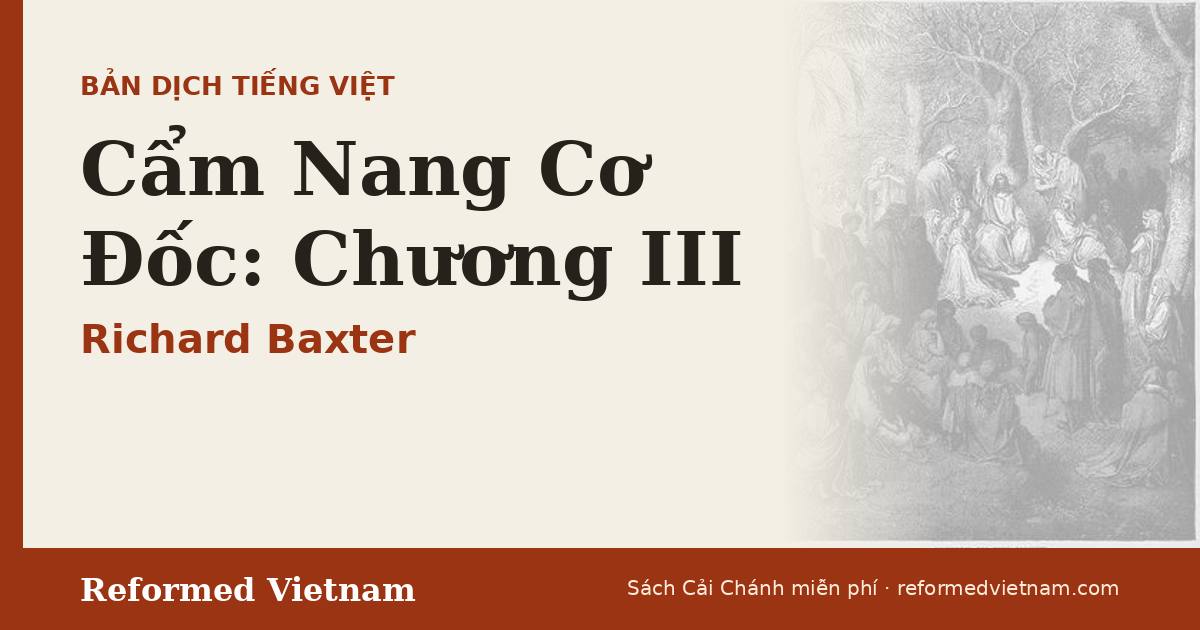 BẢN DỊCH TIẾNG VIỆT
Cẩm Nang Cơ
Đốc: Chương III
Richard Baxter
Reformed Vietnam
Sách Cải Chánh miễn phí · reformedvietnam.com